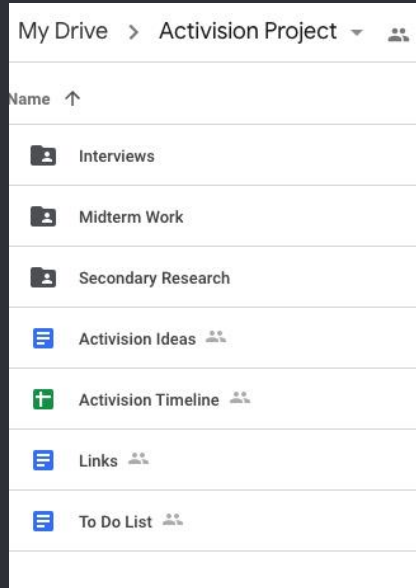 My Drive > Activision Project
Name ↑
Interviews
Midterm Work
Secondary Research
Activision Ideas
Activision Timeline
Links
To Do List